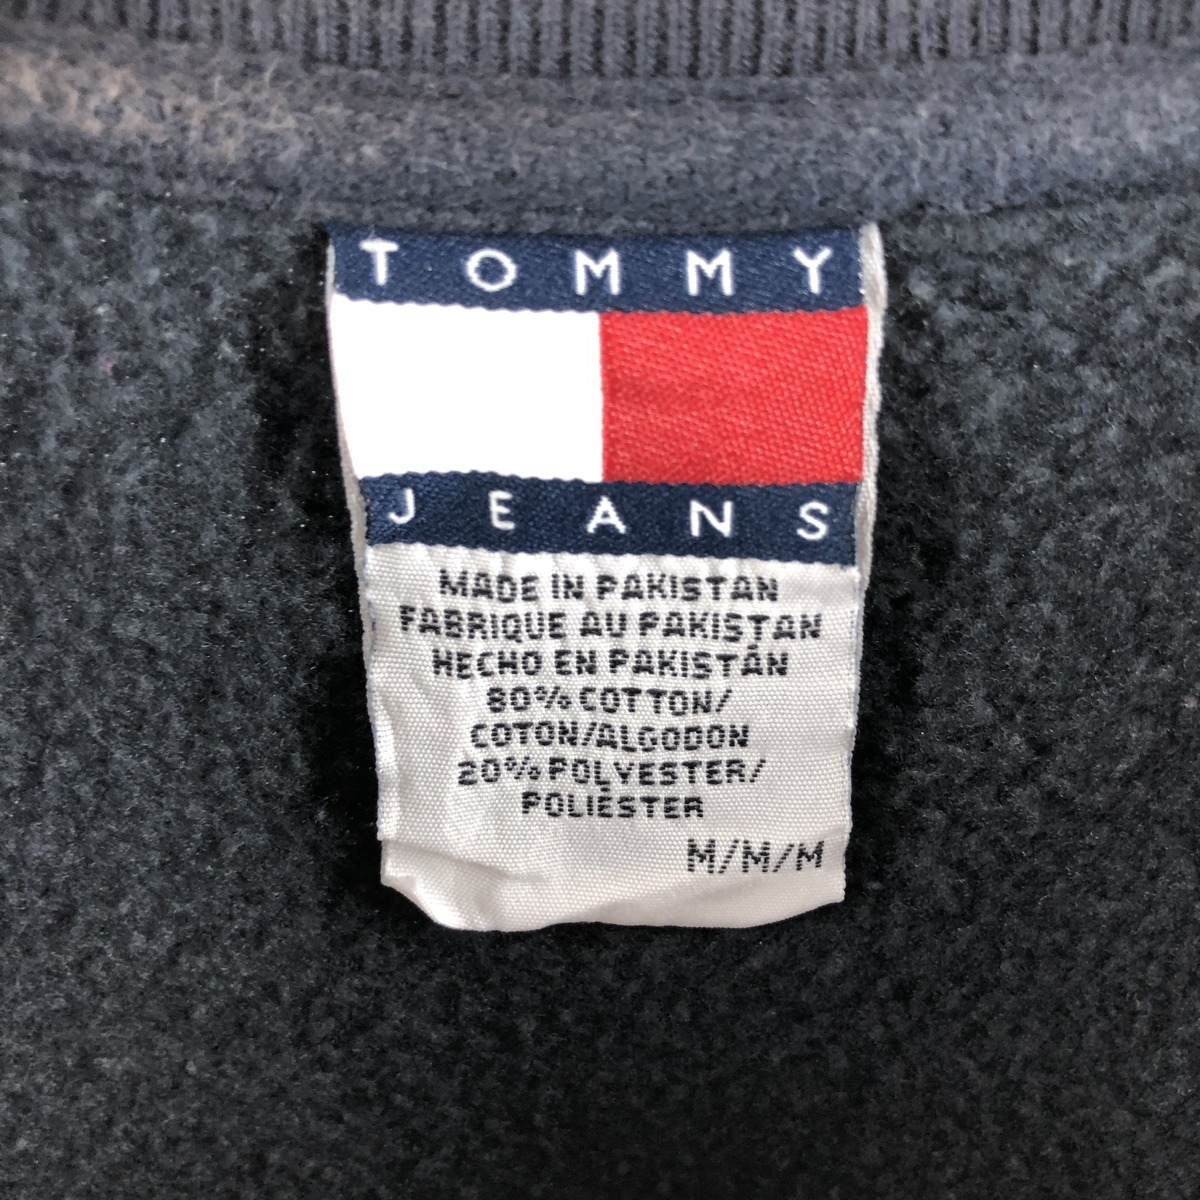 TOMMY
JEANS
MADE IN PAKISTAN
FABRIQUE AU PAKISTAN
HECHO EN PAKISTÁN
80% COTTON/
COTON/ALGODON
20% POLYESTER/
POLIÉSTER
M/M/M